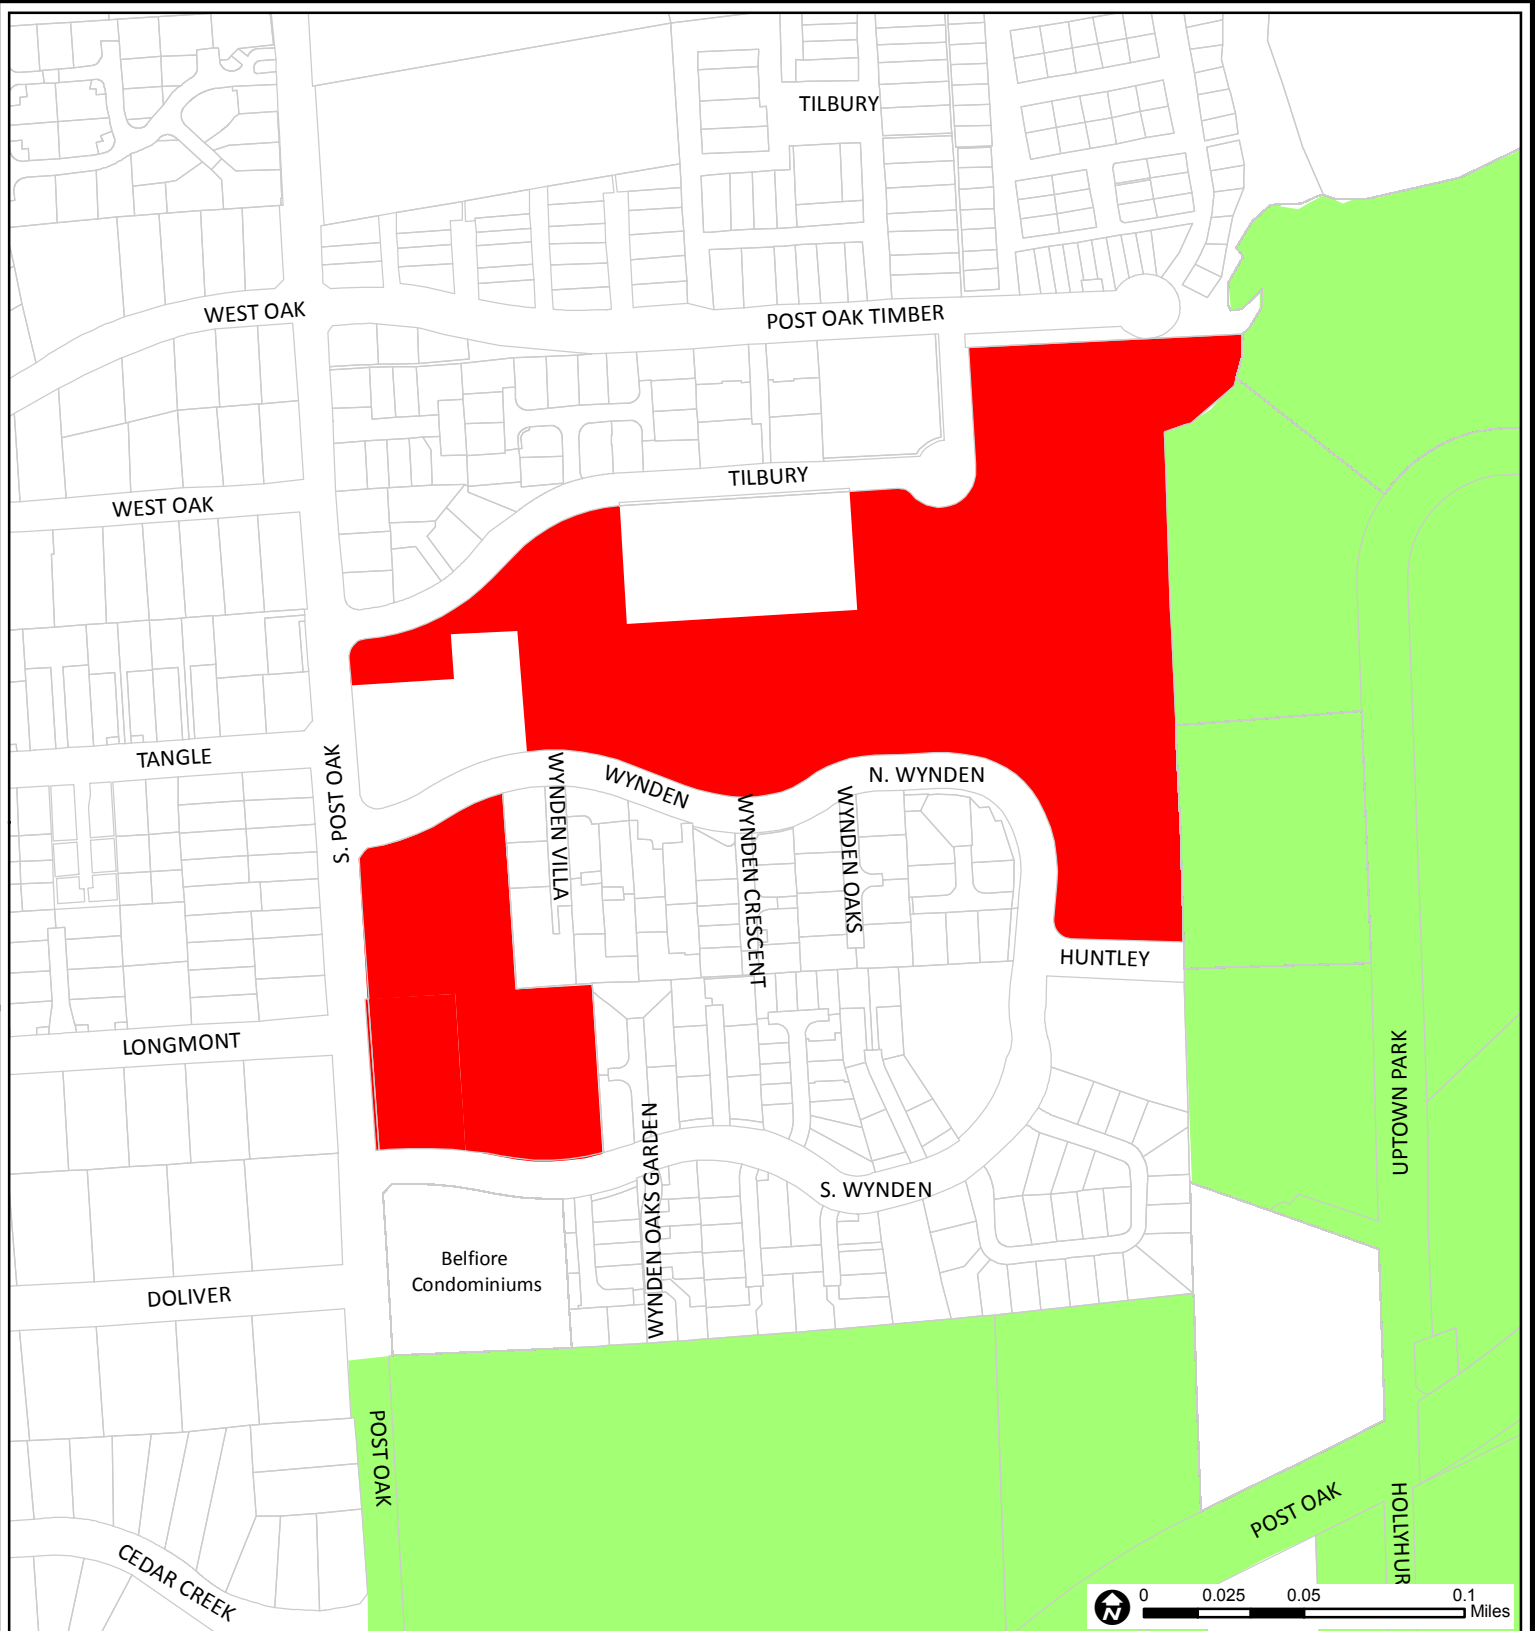 TILBURY
WEST OAK
POST OAK TIMBER
WEST OAK
TILBURY
TANGLE
S. POST OAK
WYNDEN VILLA
WYNDEN
N. WYNDEN
WYNDEN CRESCENT
WYNDEN OAKS
HUNTLEY
LONGMONT
UPTOWN PARK
WYNDEN OAKS GARDEN
S. WYNDEN
Belfiore
Condominiums
DOLIVER
POST OAK
POST OAK
HOLLYHUR
CEDAR CREEK
N
0 0.025 0.05 0.1
Miles